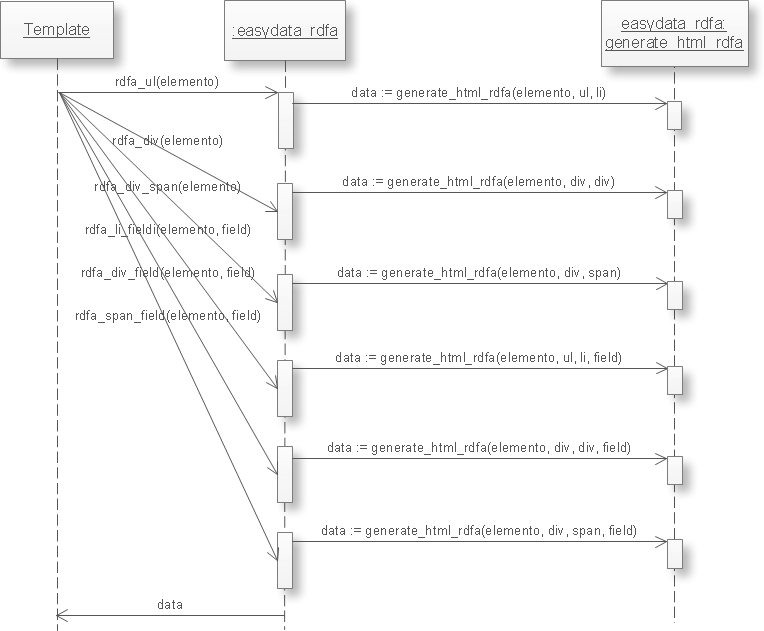 Template
:easydata_rdfa
easydata_rdfa:
generate_html_rdfa
rdfa_ul(elemento)
data := generate_html_rdfa(elemento, ul, li)
rdfa_div(elemento)
data := generate_html_rdfa(elemento, div, div)
rdfa_div_span(elemento)
rdfa_li_fieldi(elemento, field)
rdfa_div_field(elemento, field)
data := generate_html_rdfa(elemento, div, span)
rdfa_span_field(elemento, field)
data := generate_html_rdfa(elemento, ul, li, field)
data := generate_html_rdfa(elemento, div, div, field)
data := generate_html_rdfa(elemento, div, span, field)
data